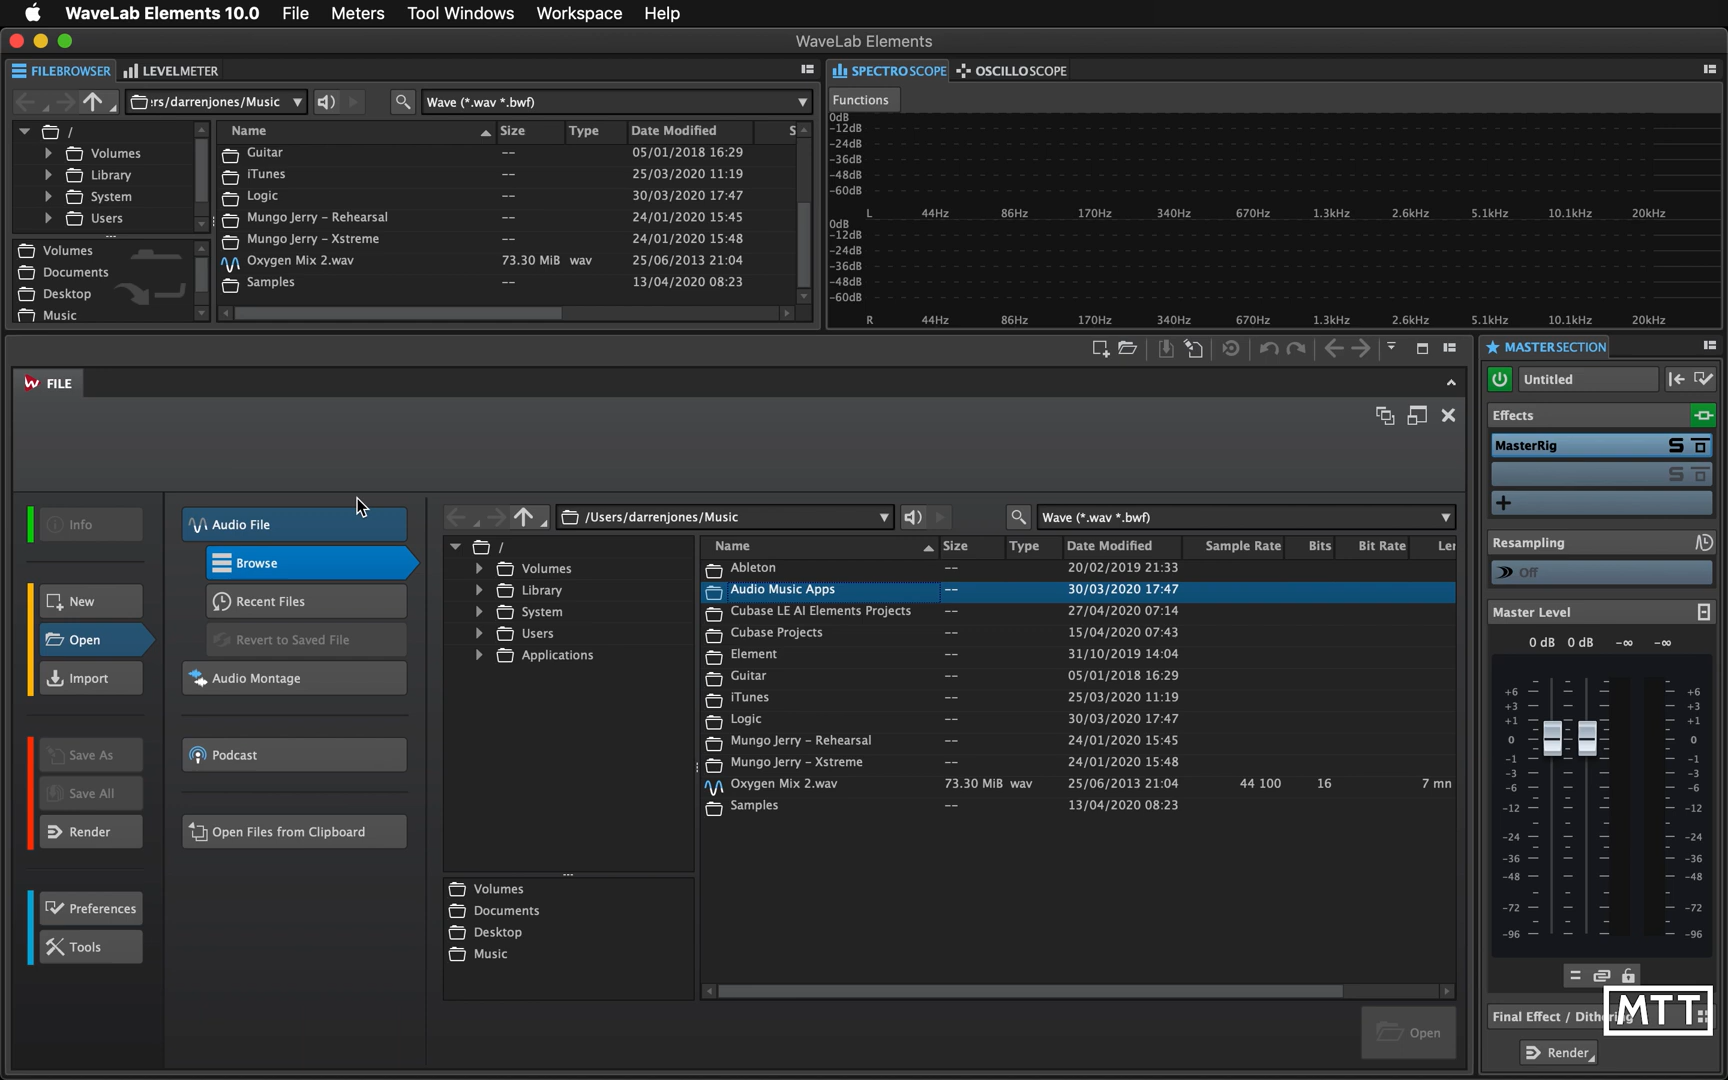 WaveLab Elements 10.0 File Meters Tool Windows Workspace Help
WaveLab Elements
FILEBROWSER LEVELMETER
/darrenjones/Music Wave (*.wav *.bwf)
Name Size Type Date Modified S
/
Volumes
Library
System
Users
Volumes
Documents
Desktop
Music
Guitar -- 05/01/2018 16:29
iTunes -- 25/03/2020 11:19
Logic -- 30/03/2020 17:47
Mungo Jerry - Rehearsal -- 24/01/2020 15:45
Mungo Jerry - Xstreme -- 24/01/2020 15:48
Oxygen Mix 2.wav 73.30 MiB wav 25/06/2013 21:04
Samples -- 13/04/2020 08:23
SPECTROSCOPE OSCILLOSCOPE
Functions
0dB
-12dB
-24dB
-36dB
-48dB
-60dB
L 44Hz 86Hz 170Hz 340Hz 670Hz 1.3kHz 2.6kHz 5.1kHz 10.1kHz 20kHz
0dB
-12dB
-24dB
-36dB
-48dB
-60dB
R 44Hz 86Hz 170Hz 340Hz 670Hz 1.3kHz 2.6kHz 5.1kHz 10.1kHz 20kHz
FILE
Info
New
Open
Import
Save As
Save All
Render
Preferences
Tools
Audio File
Browse
Recent Files
Revert to Saved File
Audio Montage
Podcast
Open Files from Clipboard
/Users/darrenjones/Music Wave (*.wav *.bwf)
/
Volumes
Library
System
Users
Applications
Volumes
Documents
Desktop
Music
Name Size Type Date Modified Sample Rate Bits Bit Rate Ler
Ableton -- 20/02/2019 21:33
Audio Music Apps -- 30/03/2020 17:47
Cubase LE AI Elements Projects -- 27/04/2020 07:14
Cubase Projects -- 15/04/2020 07:43
Element -- 31/10/2019 14:04
Guitar -- 05/01/2018 16:29
iTunes -- 25/03/2020 11:19
Logic -- 30/03/2020 17:47
Mungo Jerry - Rehearsal -- 24/01/2020 15:45
Mungo Jerry - Xstreme -- 24/01/2020 15:48
Oxygen Mix 2.wav 73.30 MiB wav 25/06/2013 21:04 44 100 16 7 mn
Samples -- 13/04/2020 08:23
Open
MASTERSECTION
Untitled
Effects
MasterRig S
S
+
Resampling
Off
Master Level
0 dB 0 dB -∞ -∞
+6 +6
+3 +3
+1 +1
0 0
-1 -1
-3 -3
-6 -6
-12 -12
-24 -24
-36 -36
-48 -48
-72 -72
-96 -96
Final Effect /
MTT
Render